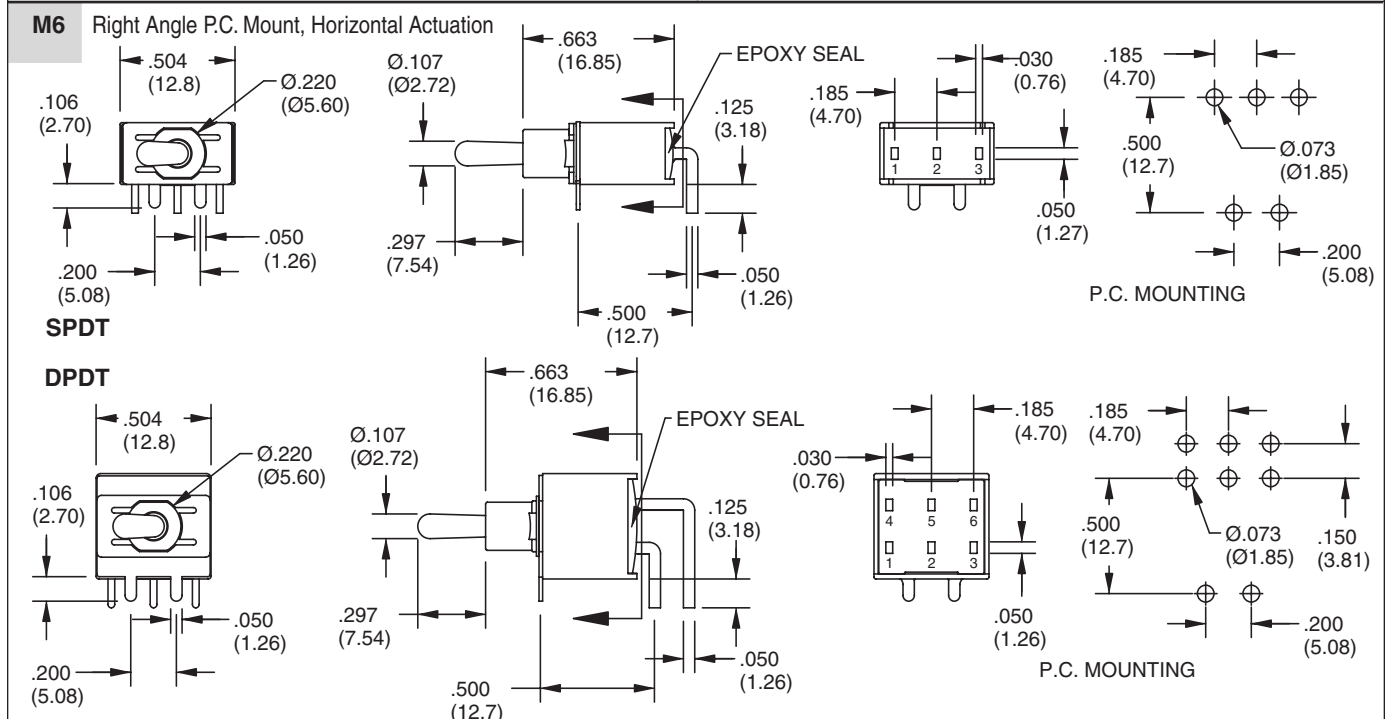 M6 Right Angle P.C. Mount, Horizontal Actuation
.504
(12.8)
Ø.220
(Ø5.60)
.106
(2.70)
.050
(1.26)
.200
(5.08)
SPDT
Ø.107
(Ø2.72)
.663
(16.85)
EPOXY SEAL
.125
(3.18)
.297
(7.54)
.050
(1.26)
.500
(12.7)
.185
(4.70)
.030
(0.76)
1 2 3
.050
(1.27)
.185
(4.70)
.500
(12.7)
Ø.073
(Ø1.85)
.200
(5.08)
P.C. MOUNTING
DPDT
.504
(12.8)
Ø.220
(Ø5.60)
.106
(2.70)
.050
(1.26)
.200
(5.08)
.663
(16.85)
EPOXY SEAL
Ø.107
(Ø2.72)
.125
(3.18)
.297
(7.54)
.050
(1.26)
.500
(12.7)
.185
(4.70)
.030
(0.76)
4 5 6
1 2 3
.050
(1.26)
.185
(4.70)
.500
(12.7)
Ø.073
(Ø1.85)
.150
(3.81)
.200
(5.08)
P.C. MOUNTING